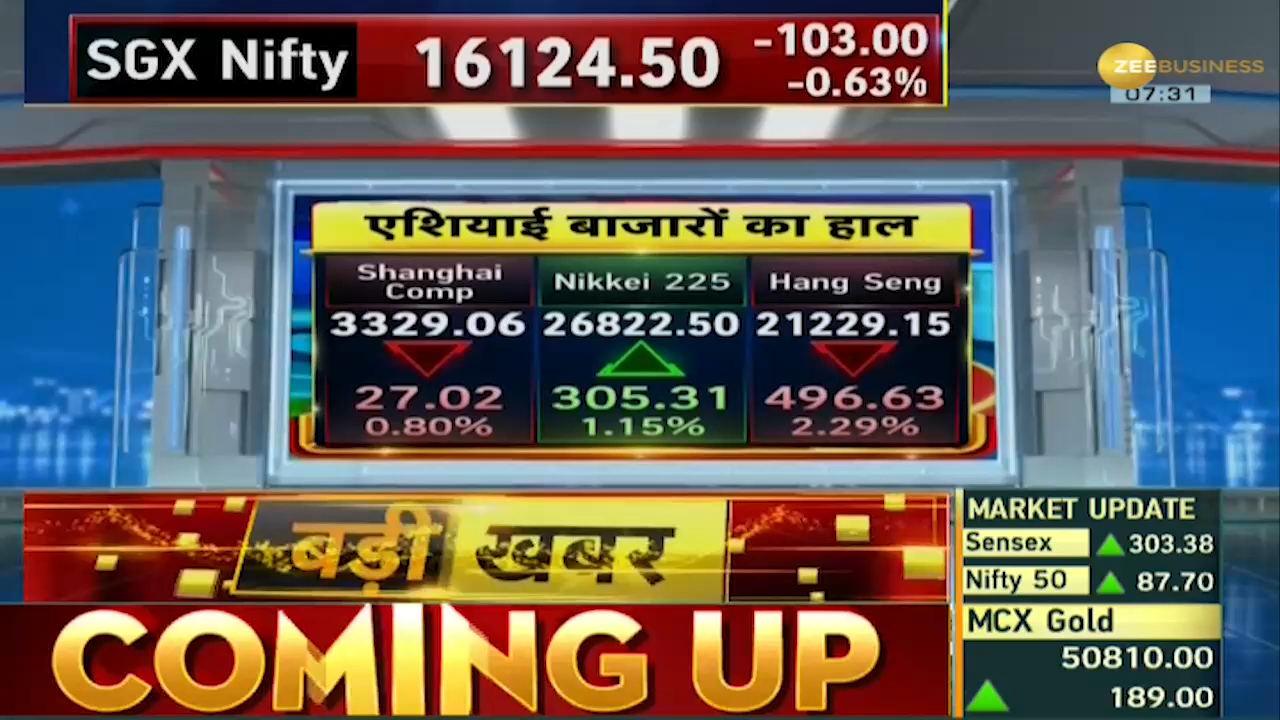 SGX Nifty 16124.50 -103.00
-0.63%
ZEEBUSINESS
07:31
एशियाई बाजारों का हाल
Shanghai Comp Nikkei 225 Hang Seng
3329.06 26822.50 21229.15
27.02 305.31 496.63
0.80% 1.15% 2.29%
बड़ी खबर
COMING UP
MARKET UPDATE
Sensex 303.38
Nifty 50 87.70
MCX Gold
50810.00
189.00